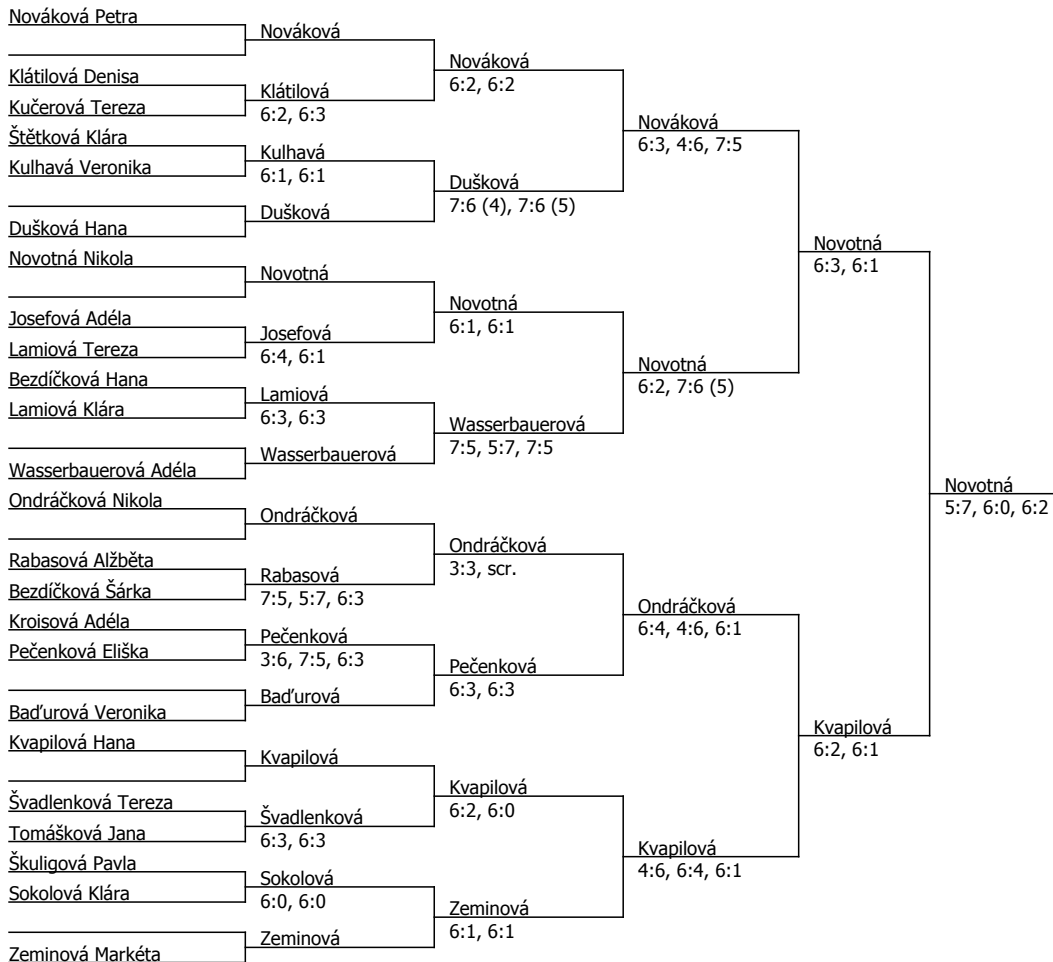 Nováková Petra
Nováková
Nováková
6:2, 6:2
Klátilová Denisa
Klátilová
6:2, 6:3
Kučerová Tereza
Nováková
6:3, 4:6, 7:5
Štětková Klára
Kulhavá
6:1, 6:1
Kulhavá Veronika
Dušková
7:6 (4), 7:6 (5)
Dušková
Dušková Hana
Novotná
6:3, 6:1
Novotná Nikola
Novotná
Novotná
6:1, 6:1
Josefová Adéla
Josefová
6:4, 6:1
Lamiová Tereza
Novotná
6:2, 7:6 (5)
Bezdíčková Hana
Lamiová
6:3, 6:3
Lamiová Klára
Wasserbauerová
7:5, 5:7, 7:5
Wasserbauerová
Wasserbauerová Adéla
Novotná
5:7, 6:0, 6:2
Ondráčková Nikola
Ondráčková
Ondráčková
3:3, scr.
Rabasová Alžběta
Rabasová
7:5, 5:7, 6:3
Bezdíčková Šárka
Ondráčková
6:4, 4:6, 6:1
Kroisová Adéla
Pečenková
3:6, 7:5, 6:3
Pečenková Eliška
Pečenková
6:3, 6:3
Baďurová
Baďurová Veronika
Kvapilová
6:2, 6:1
Kvapilová Hana
Kvapilová
Kvapilová
6:2, 6:0
Švadlenková Tereza
Švadlenková
6:3, 6:3
Tomášková Jana
Kvapilová
4:6, 6:4, 6:1
Škuligová Pavla
Sokolová
6:0, 6:0
Sokolová Klára
Zeminová
6:1, 6:1
Zeminová
Zeminová Markéta